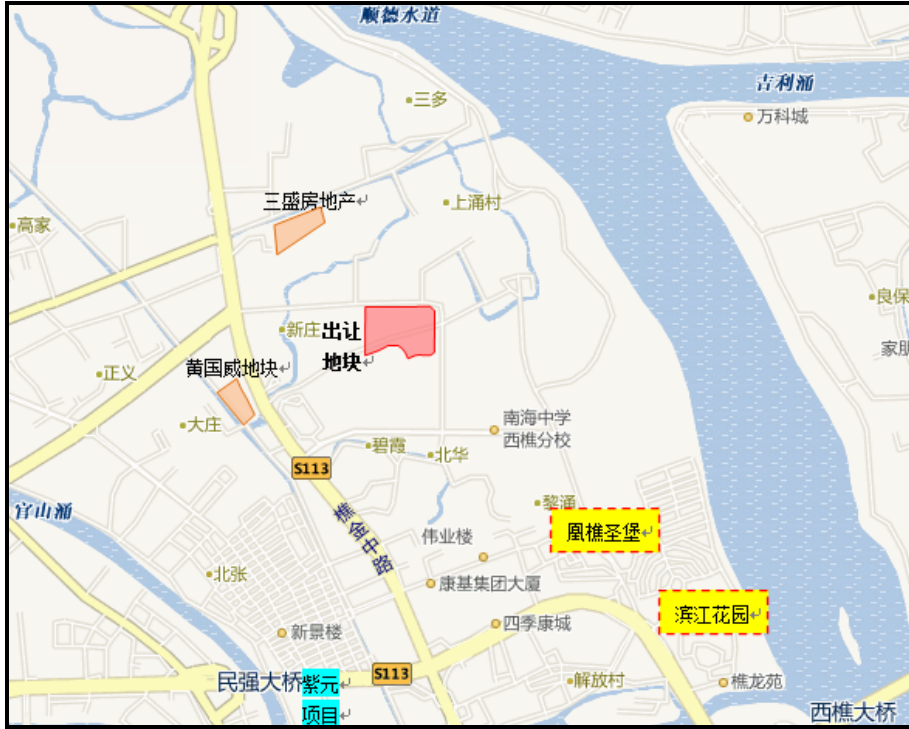 顺德水道
吉利涌
三多
万科城
三盛房地产
上涌村
高家
良保
新庄
出让
地块
家朋
黄国威地块
正义
大庄
南海中学
西樵分校
碧霞
北华
S113
官山涌
樵金中路
黎涌
凰樵圣堡
伟业楼
北张
康基集团大厦
滨江花园
四季康城
新景楼
民强大桥
紫元
项目
S113
解放村
樵龙苑
西樵大桥